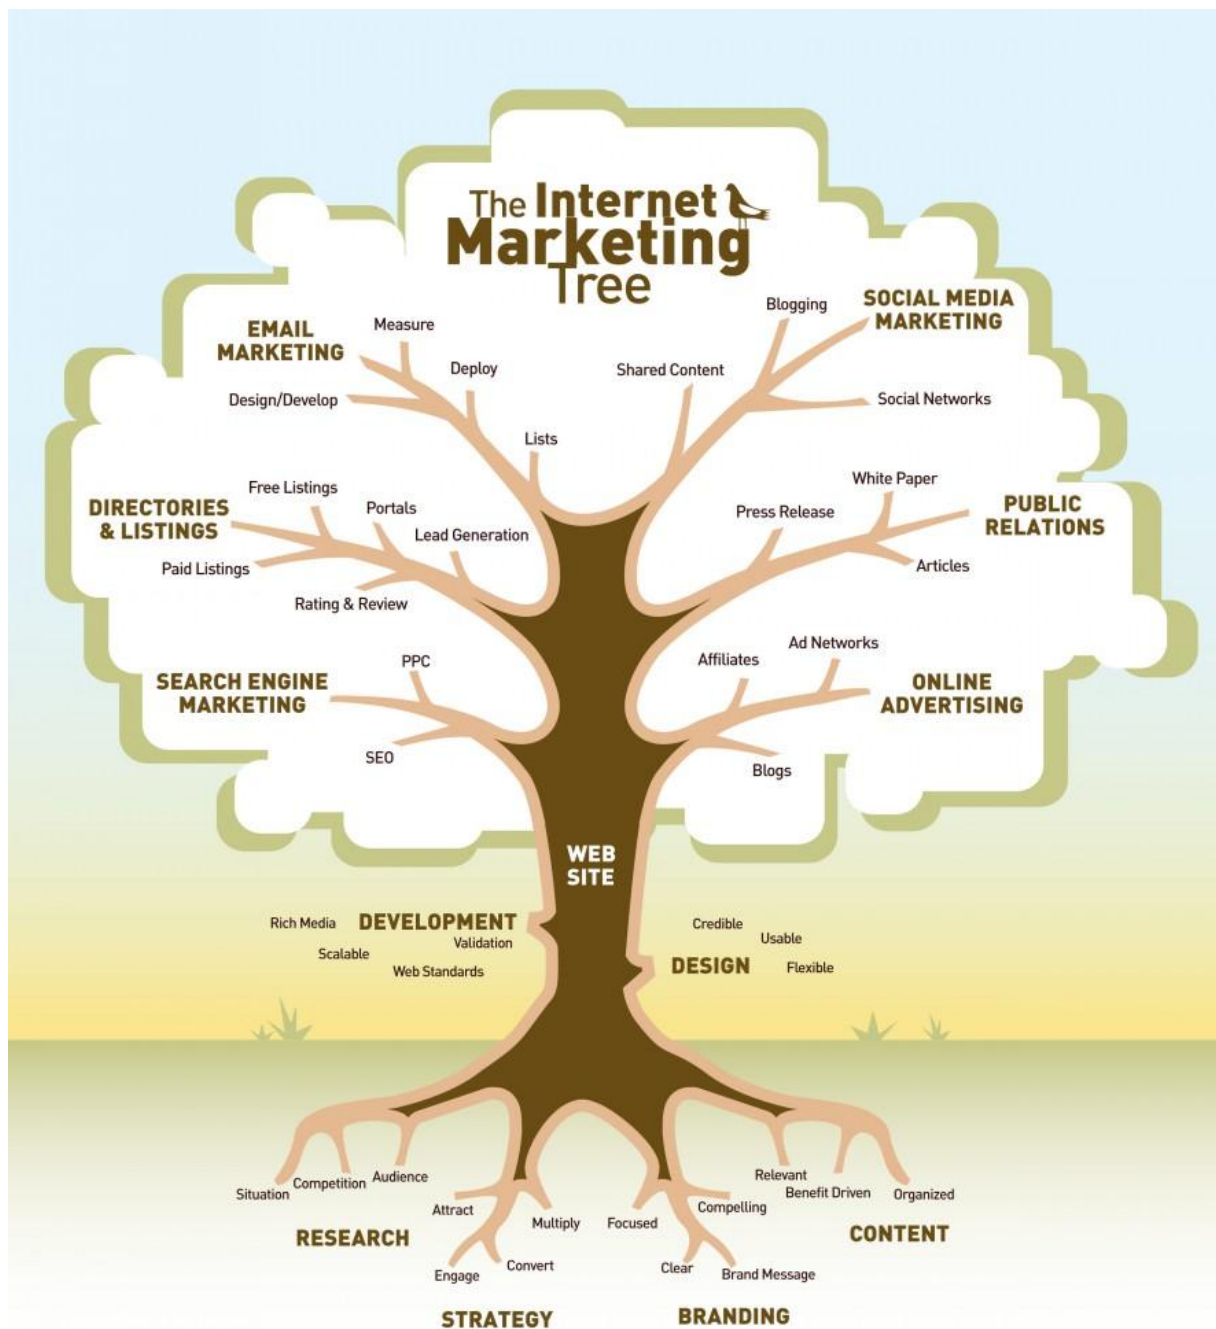 The Internet
Marketing
Tree
EMAIL
MARKETING
Measure
Deploy
Design/Develop
Lists
Blogging
SOCIAL MEDIA
MARKETING
Shared Content
Social Networks
DIRECTORIES
& LISTINGS
Free Listings
Portals
Lead Generation
Paid Listings
Rating & Review
White Paper
Press Release
PUBLIC
RELATIONS
Articles
SEARCH ENGINE
MARKETING
PPC
SEO
Affiliates
Ad Networks
ONLINE
ADVERTISING
Blogs
WEB
SITE
Rich Media
DEVELOPMENT
Validation
Scalable
Web Standards
Credible
Usable
DESIGN
Flexible
Situation
Competition
Audience
RESEARCH
Attract
Multiply
Engage
Convert
STRATEGY
Focused
Compelling
Clear
Brand Message
BRANDING
Relevant
Benefit Driven
Organized
CONTENT